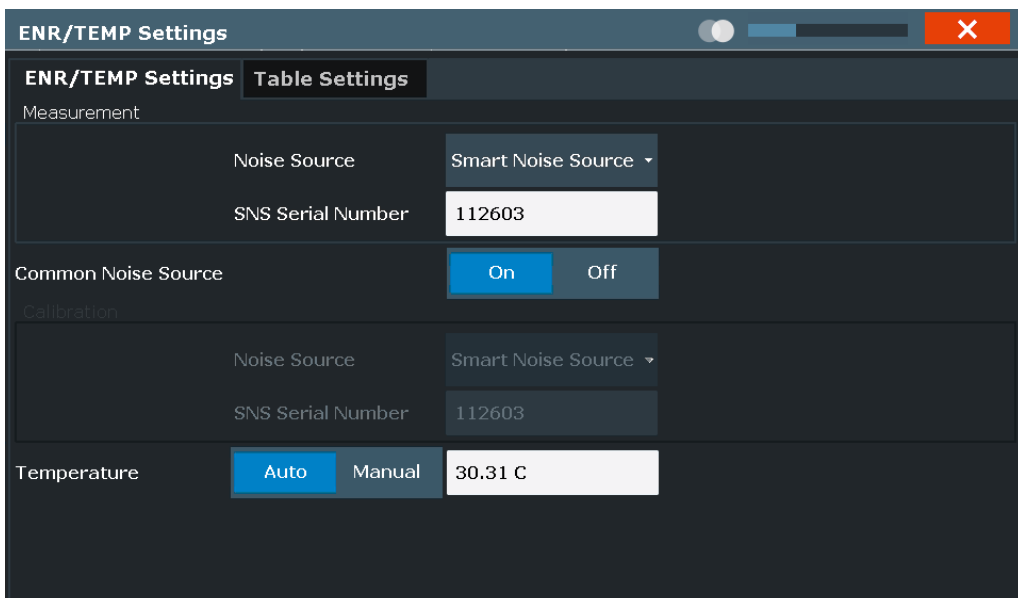 ENR/TEMP Settings
ENR/TEMP Settings Table Settings
Measurement
Noise Source Smart Noise Source
SNS Serial Number 112603
Common Noise Source On Off
Calibration
Noise Source Smart Noise Source
SNS Serial Number 112603
Temperature Auto Manual 30.31 C